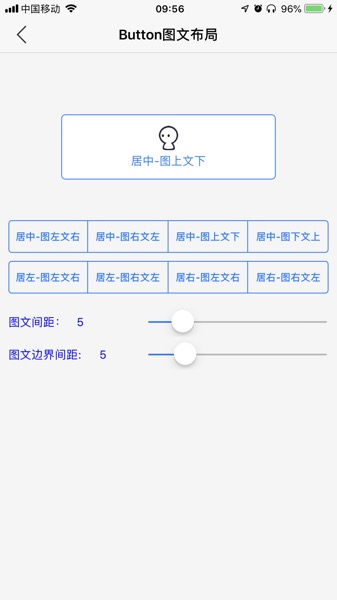 中国移动 09:56 96%
Button图文布局
居中-图上文下
居中-图左文右 居中-图右文左 居中-图上文下 居中-图下文上
居左-图左文右 居左-图右文左 居右-图左文右 居右-图右文左
图文间距： 5
图文边界间距: 5